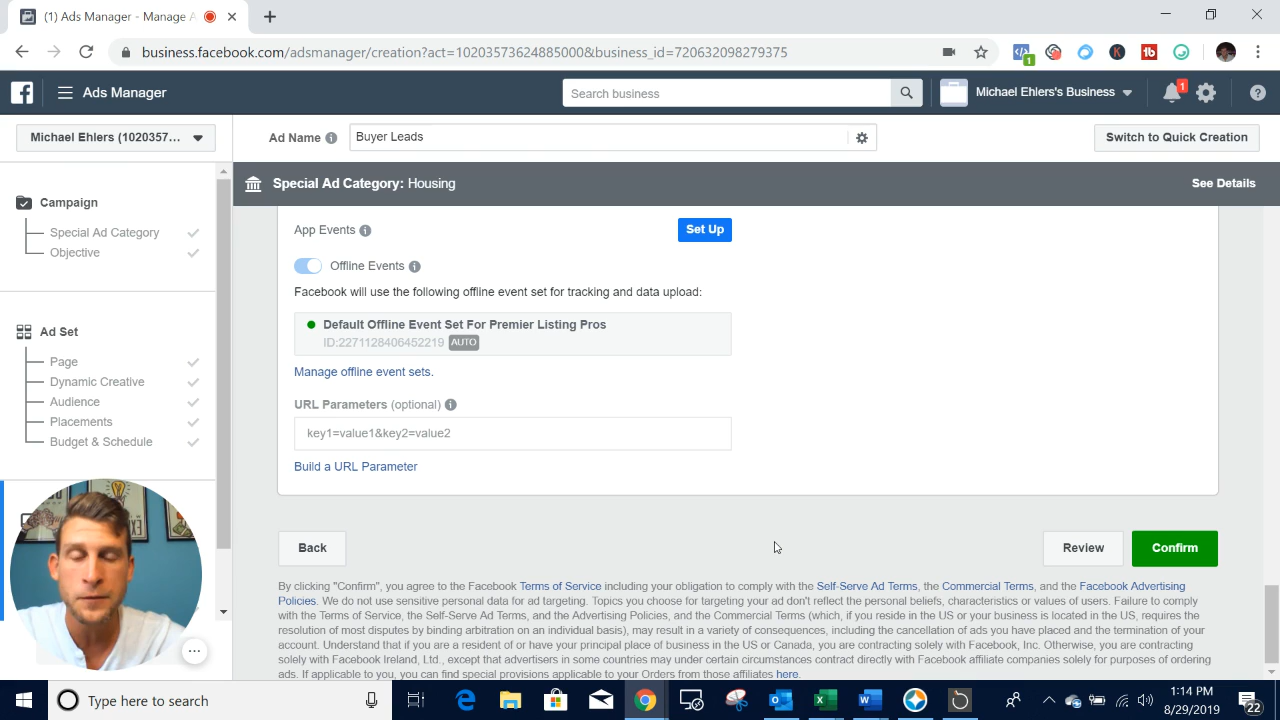 (1) Ads Manager - Manage A
business.facebook.com/adsmanager/creation?act=10203573624885000&business_id=720632098279375
1
K
tb
Ads Manager
Search business
Michael Ehlers's Business
1
Michael Ehlers (1020357...
Ad Name
Buyer Leads
Switch to Quick Creation
Special Ad Category: Housing
See Details
Campaign
Special Ad Category
Objective
Ad Set
Page
Dynamic Creative
Audience
Placements
Budget & Schedule
App Events
Set Up
Offline Events
Facebook will use the following offline event set for tracking and data upload:
Default Offline Event Set For Premier Listing Pros
ID:2271128406452219 AUTO
Manage offline event sets.
URL Parameters (optional)
key1=value1&key2=value2
Build a URL Parameter
Back
Review
Confirm
By clicking "Confirm", you agree to the Facebook Terms of Service including your obligation to comply with the Self-Serve Ad Terms, the Commercial Terms, and the Facebook Advertising
Policies. We do not use sensitive personal data for ad targeting. Topics you choose for targeting your ad don't reflect the personal beliefs, characteristics or values of users. Failure to comply
with the Terms of Service, the Self-Serve Ad Terms, and the Advertising Policies, and the Commercial Terms (which, if you reside in the US or your business is located in the US, requires the
resolution of most disputes by binding arbitration on an individual basis), may result in a variety of consequences, including the cancellation of ads you have placed and the termination of your
account. Understand that if you are a resident of or have your principal place of business in the US or Canada, you are contracting solely with Facebook, Inc. Otherwise, you are contracting
solely with Facebook Ireland, Ltd., except that advertisers in some countries may under certain circumstances contract directly with Facebook affiliate companies solely for purposes of ordering
ads. If applicable to you, you can find special provisions applicable to your Orders from those affiliates here.
Type here to search
1:14 PM
8/29/2019
22